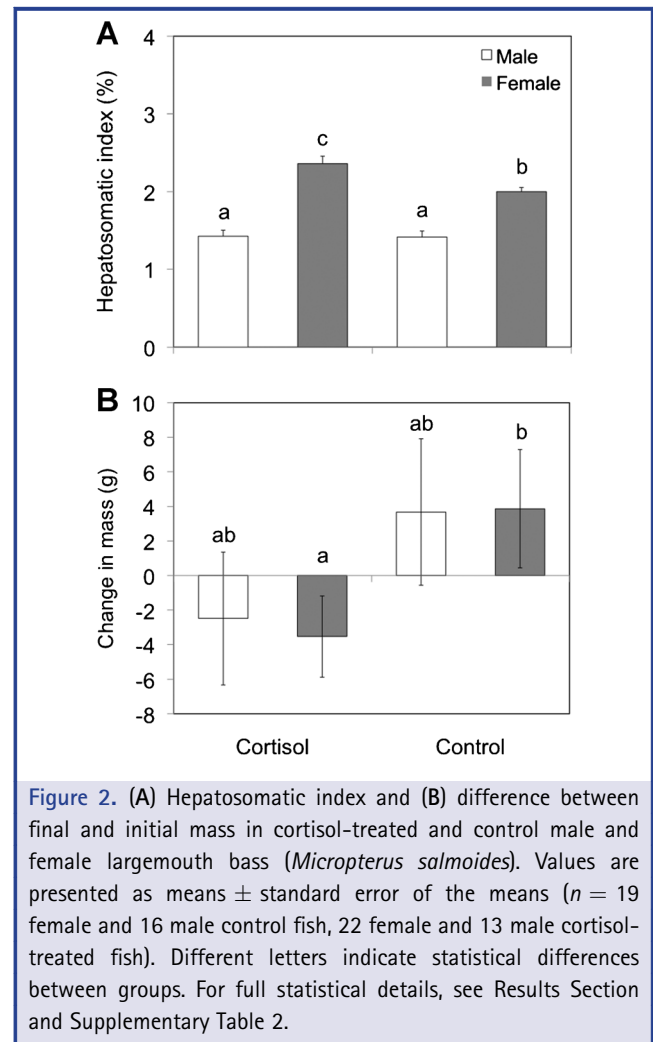 A
Hepatosomatic index (%)
4
3
2
1
0
Male
Female
a
c
a
b
B
Change in mass (g)
10
8
6
4
2
0
-2
-4
-6
-8
ab
a
ab
b
Cortisol
Control
Figure 2. (A) Hepatosomatic index and (B) difference between
final and initial mass in cortisol-treated and control male and
female largemouth bass (Micropterus salmoides). Values are
presented as means ± standard error of the means (n = 19
female and 16 male control fish, 22 female and 13 male cortisol-
treated fish). Different letters indicate statistical differences
between groups. For full statistical details, see Results Section
and Supplementary Table 2.